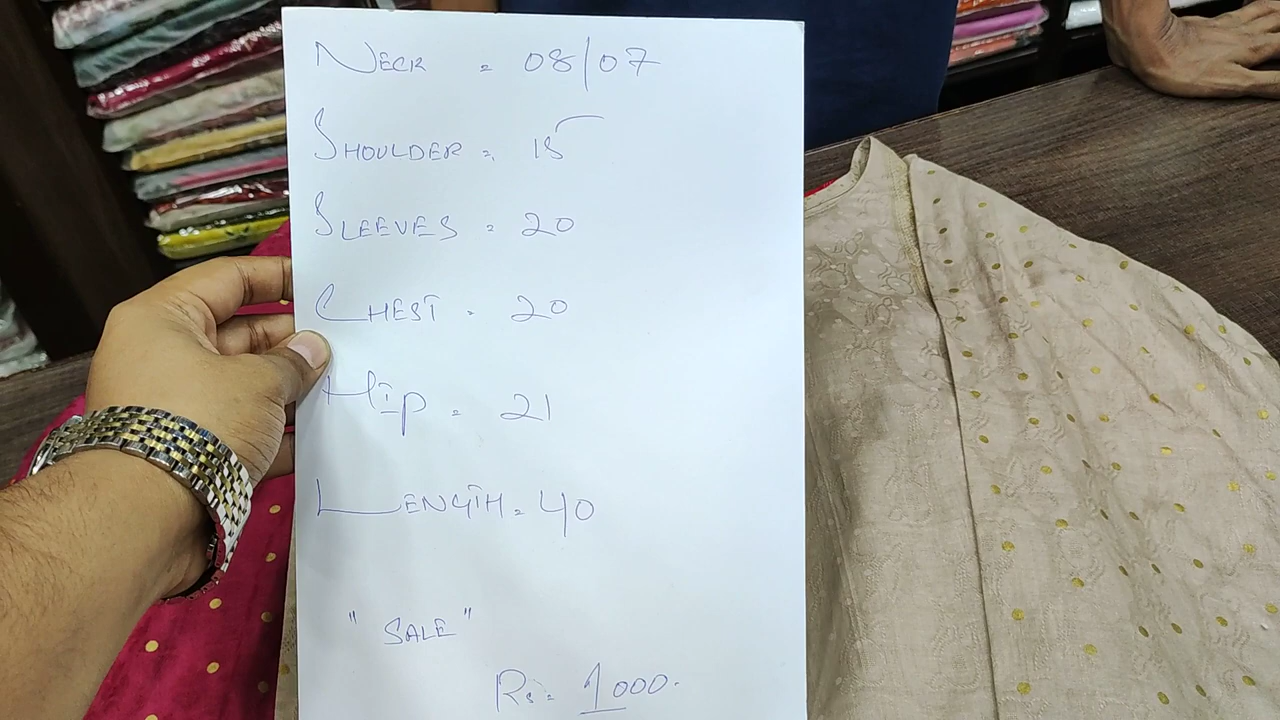 NECK = 08/07
SHOULDER = 15
SLEEVES = 20
CHEST = 20
HIP = 21
LENGTH = 40
"SALE"
Rs = 1000.